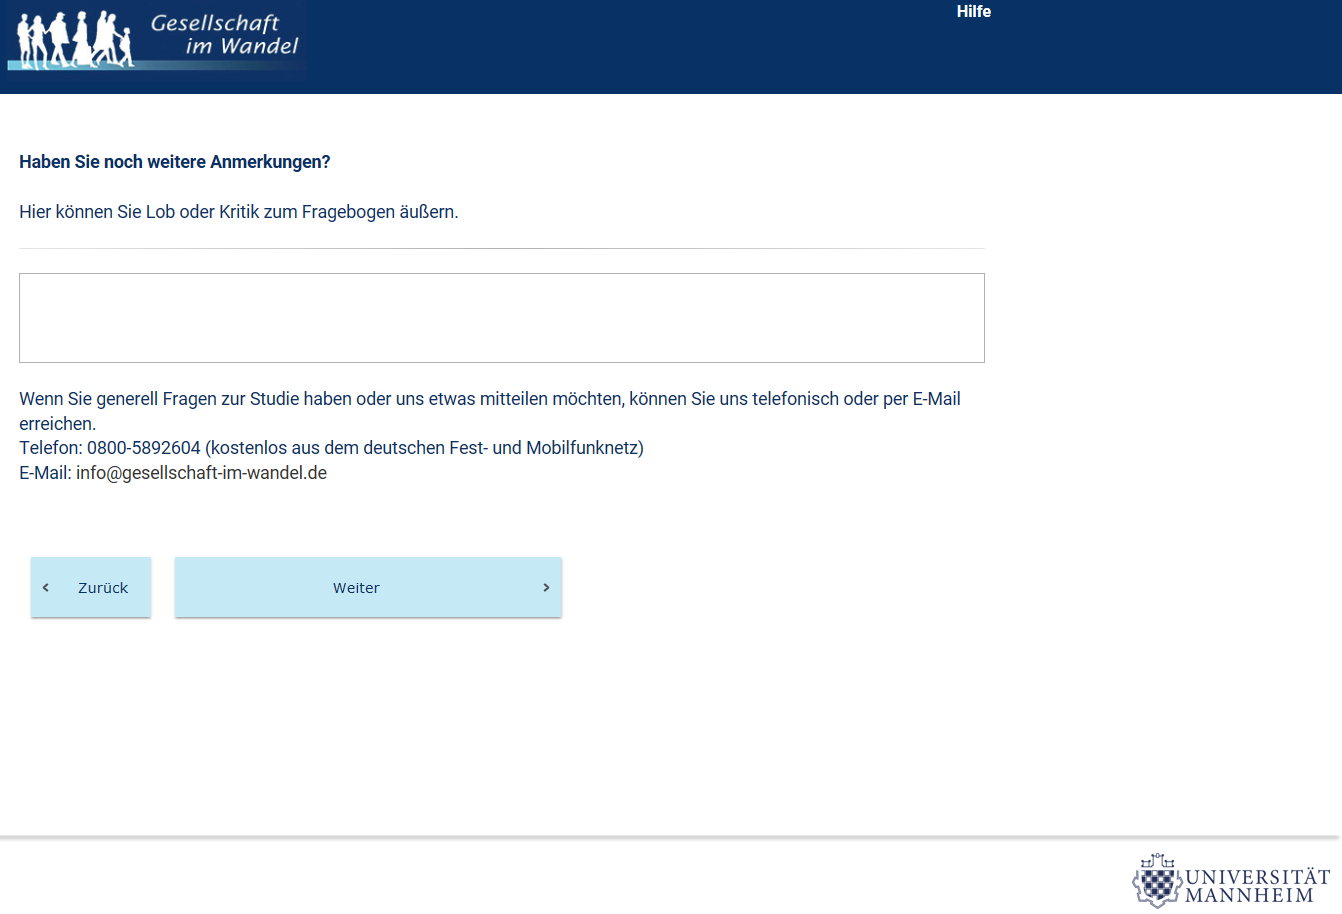 Gesellschaft
im Wandel
Hilfe
Haben Sie noch weitere Anmerkungen?
Hier können Sie Lob oder Kritik zum Fragebogen äußern.
Wenn Sie generell Fragen zur Studie haben oder uns etwas mitteilen möchten, können Sie uns telefonisch oder per E-Mail
erreichen.
Telefon: 0800-5892604 (kostenlos aus dem deutschen Fest- und Mobilfunknetz)
E-Mail: info@gesellschaft-im-wandel.de
Zurück
Weiter
UNIVERSITÄT
MANNHEIM